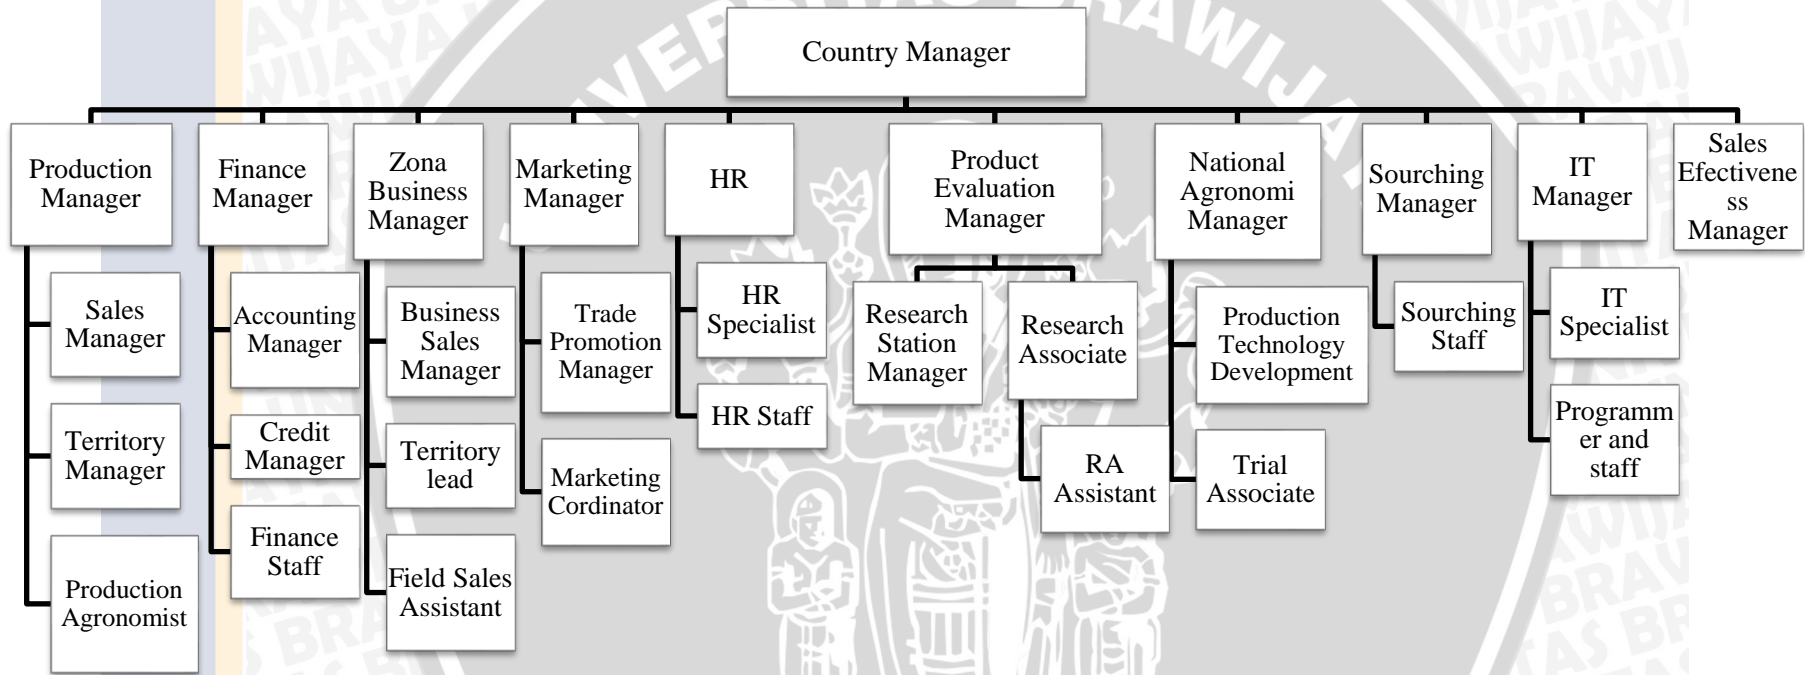 Country Manager
Production
Manager
Finance
Manager
Zona
Business
Manager
Marketing
Manager
HR
Product
Evaluation
Manager
National
Agronomi
Manager
Sourching
Manager
IT
Manager
Sales
Efectivene
ss
Manager
Sales
Manager
Territory
Manager
Production
Agronomist
Accounting
Manager
Credit
Manager
Finance
Staff
Business
Sales
Manager
Territory
lead
Field Sales
Assistant
Trade
Promotion
Manager
Marketing
Cordinator
HR
Specialist
HR Staff
Research
Station
Manager
Research
Associate
RA
Assistant
Production
Technology
Development
Trial
Associate
Sourching
Staff
IT
Specialist
Programm
er and
staff